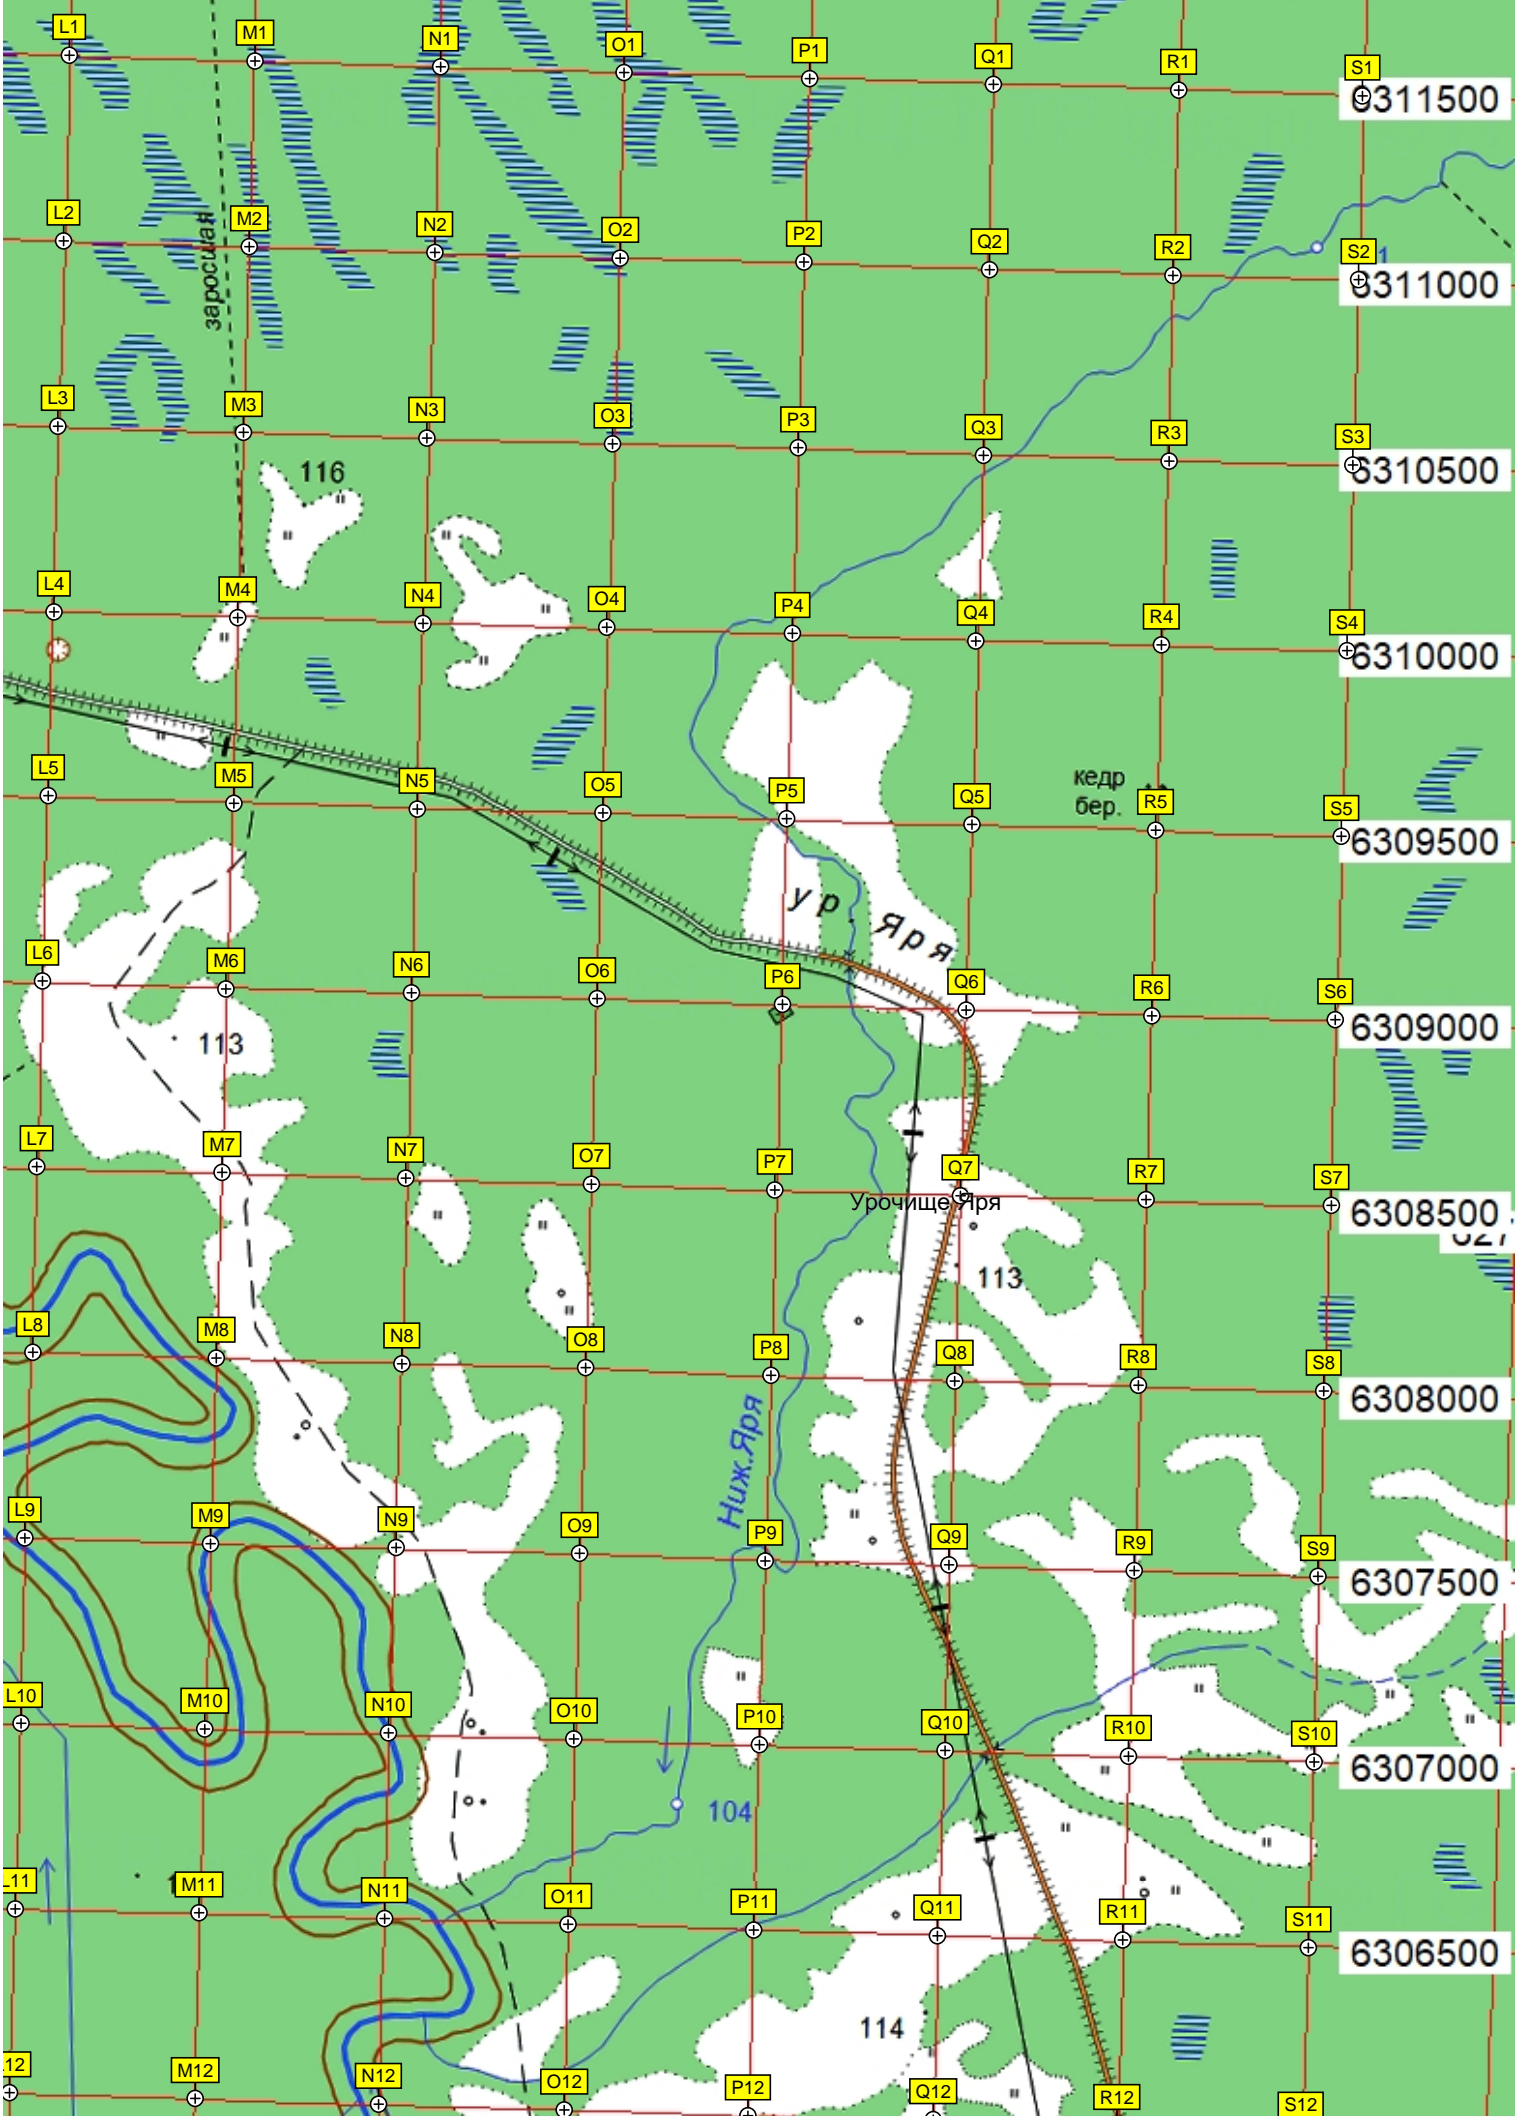 L1 M1 N1 O1 P1 Q1 R1 S1
6311500
заросшая
L2 M2 N2 O2 P2 Q2 R2 S2
1
6311000
L3 M3 N3 O3 P3 Q3 R3 S3
6310500
116
L4 M4 N4 O4 P4 Q4 R4 S4
6310000
L5 M5 N5 O5 P5 Q5 R5 S5
кедр
бер.
6309500
ур. Яря
L6 M6 N6 O6 P6 Q6 R6 S6
6309000
113
L7 M7 N7 O7 P7 Q7 R7 S7
Урочище Яря
6308500
113
L8 M8 N8 O8 P8 Q8 R8 S8
6308000
Ниж.Яря
L9 M9 N9 O9 P9 Q9 R9 S9
6307500
L10 M10 N10 O10 P10 Q10 R10 S10
6307000
104
L11 M11 N11 O11 P11 Q11 R11 S11
6306500
114
L12 M12 N12 O12 P12 Q12 R12 S12